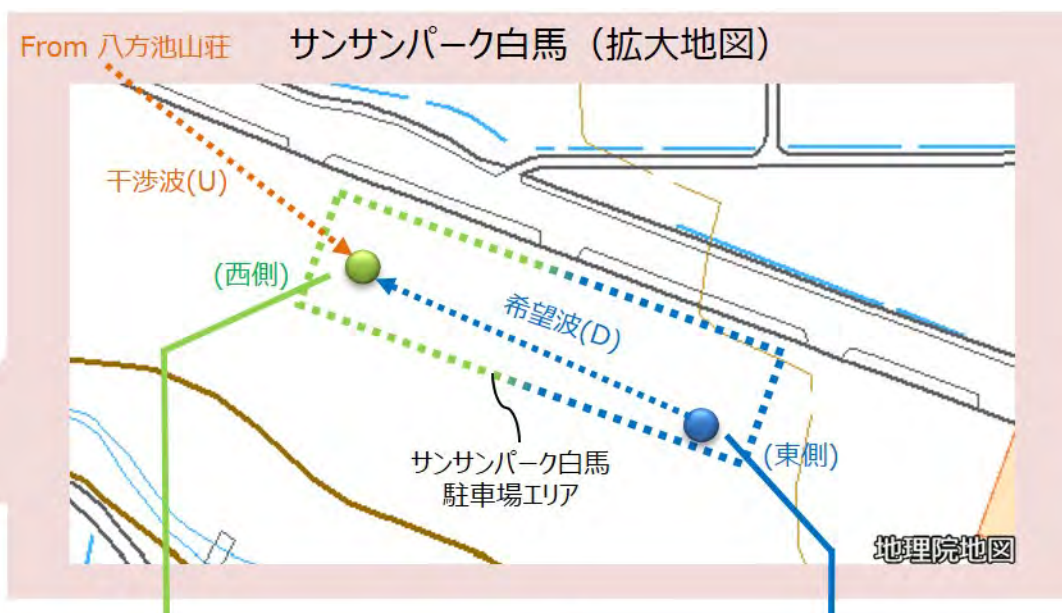 From 八方池山荘
サンサンパーク白馬（拡大地図）
干渉波(U)
(西側)
希望波(D)
サンサンパーク白馬
駐車場エリア
(東側)
地理院地図